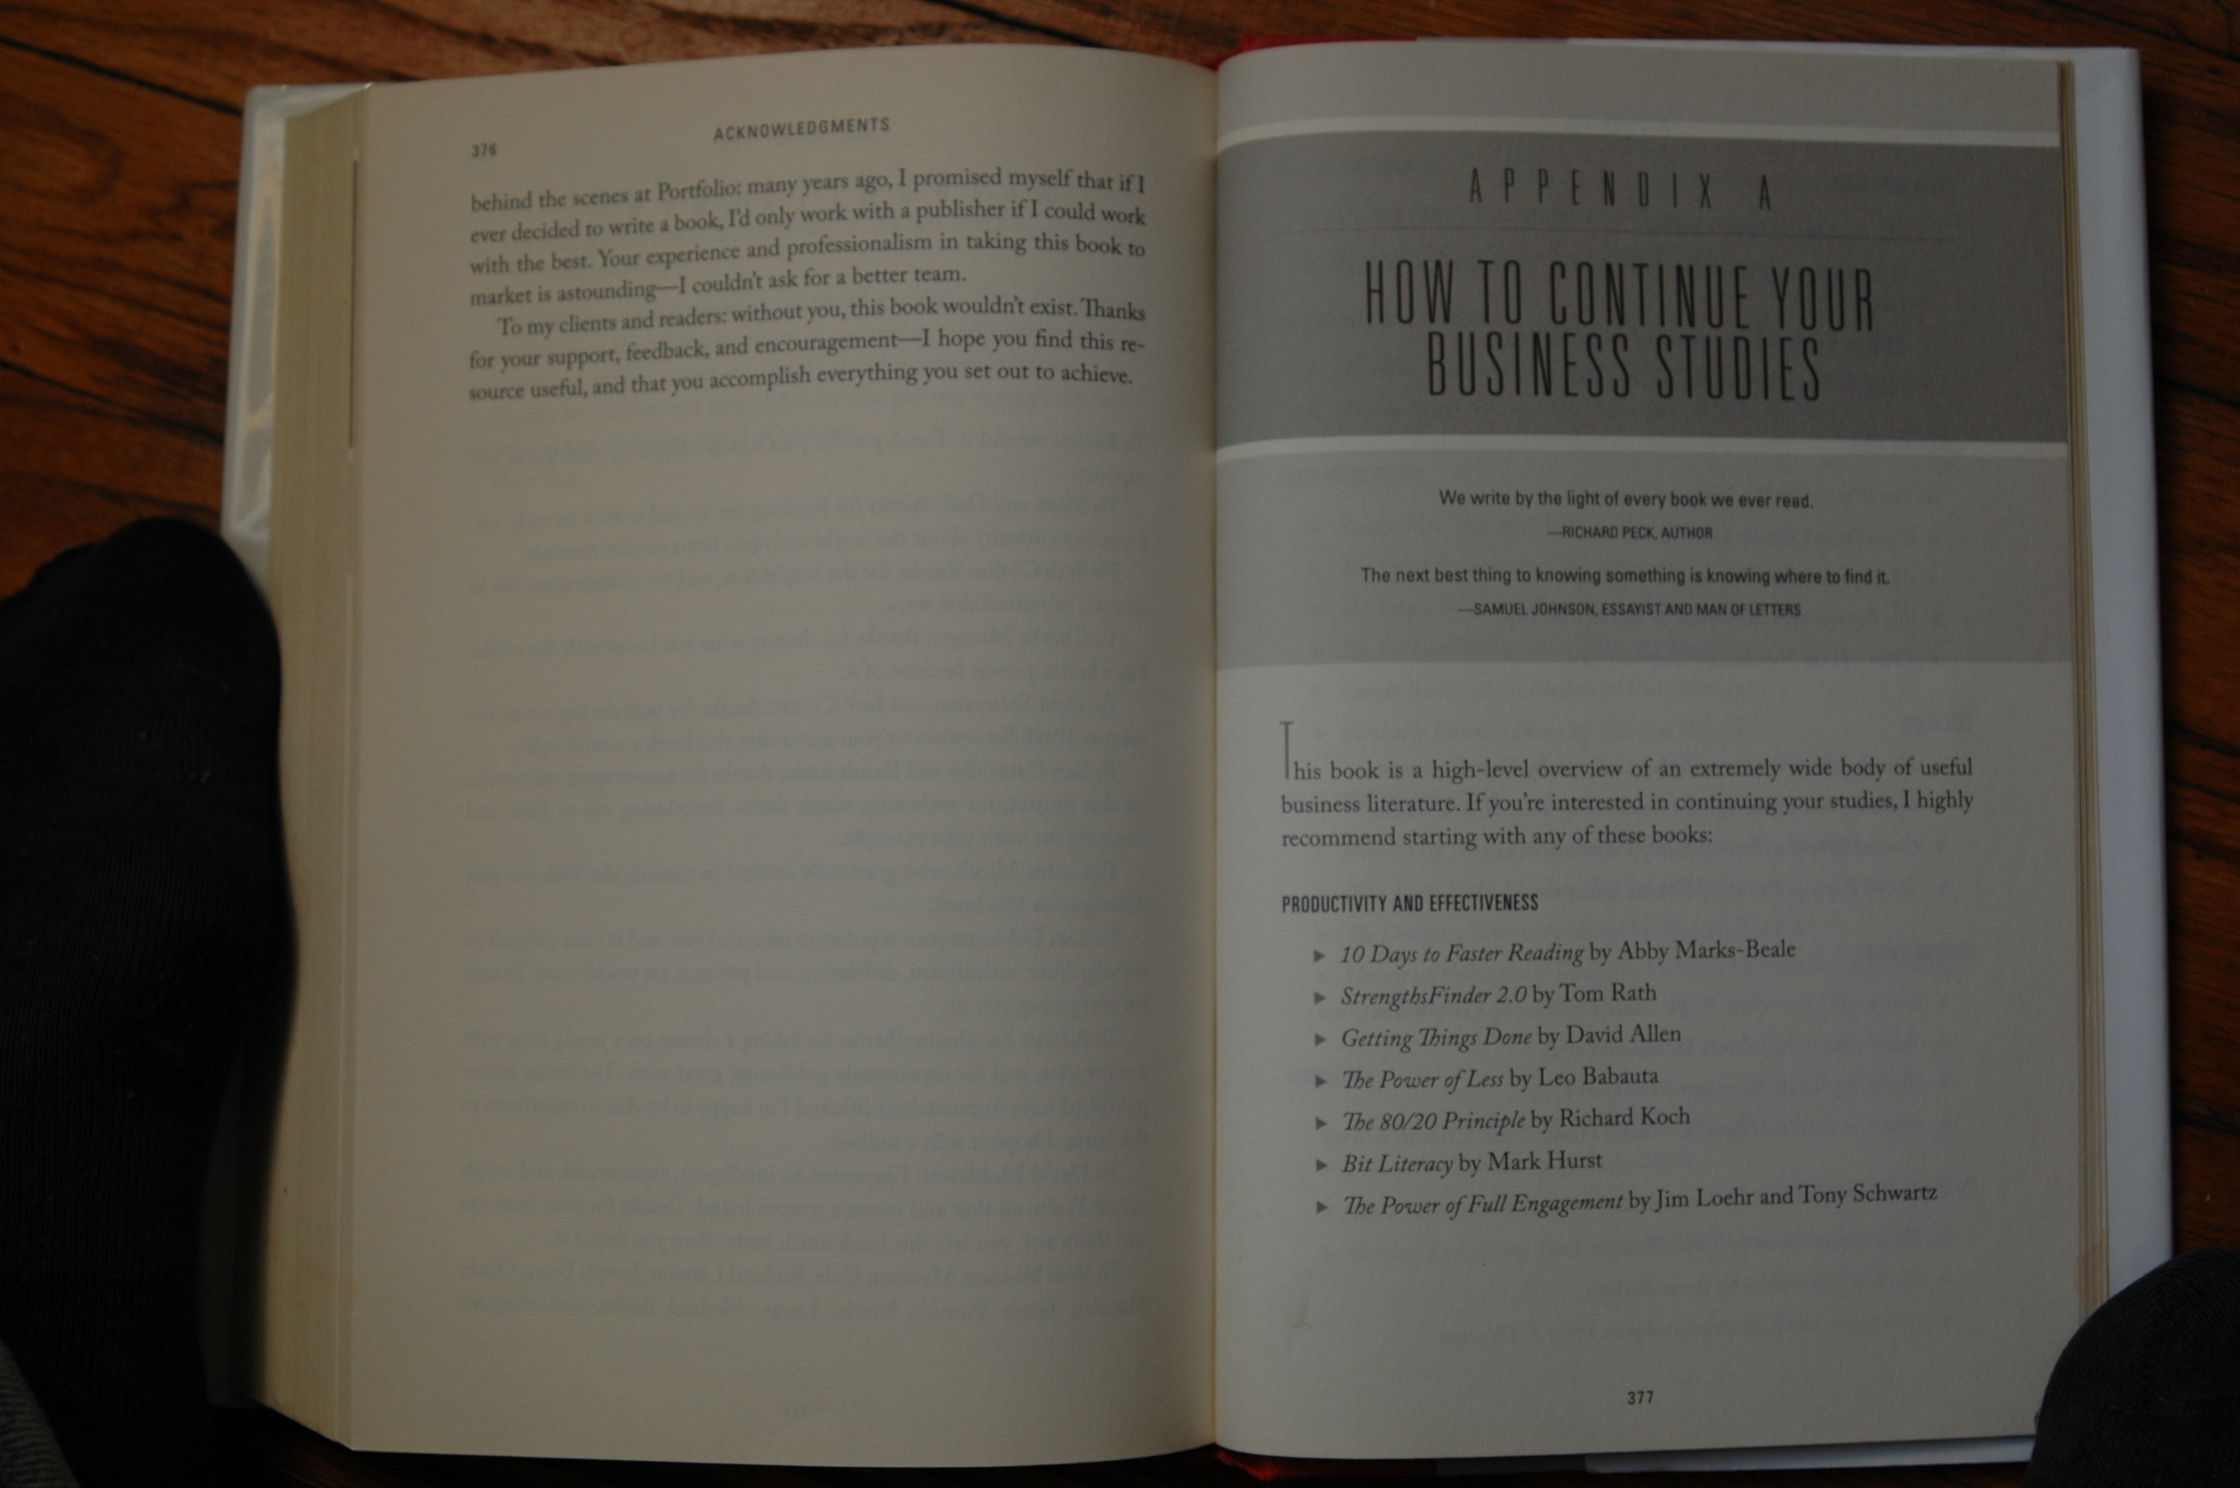 376
ACKNOWLEDGMENTS
behind the scenes at Portfolio: many years ago, I promised myself that if I
ever decided to write a book, I'd only work with a publisher if I could work
with the best. Your experience and professionalism in taking this book to
market is astounding—I couldn't ask for a better team.
To my clients and readers: without you, this book wouldn't exist. Thanks
for your support, feedback, and encouragement—I hope you find this re-
source useful, and that you accomplish everything you set out to achieve.
APPENDIX A
HOW TO CONTINUE YOUR
BUSINESS STUDIES
We write by the light of every book we ever read.
—RICHARD PECK, AUTHOR
The next best thing to knowing something is knowing where to find it.
—SAMUEL JOHNSON, ESSAYIST AND MAN OF LETTERS
This book is a high-level overview of an extremely wide body of useful
business literature. If you're interested in continuing your studies, I highly
recommend starting with any of these books:
PRODUCTIVITY AND EFFECTIVENESS
▶ 10 Days to Faster Reading by Abby Marks-Beale
▶ StrengthsFinder 2.0 by Tom Rath
▶ Getting Things Done by David Allen
▶ The Power of Less by Leo Babauta
▶ The 80/20 Principle by Richard Koch
▶ Bit Literacy by Mark Hurst
▶ The Power of Full Engagement by Jim Loehr and Tony Schwartz
377